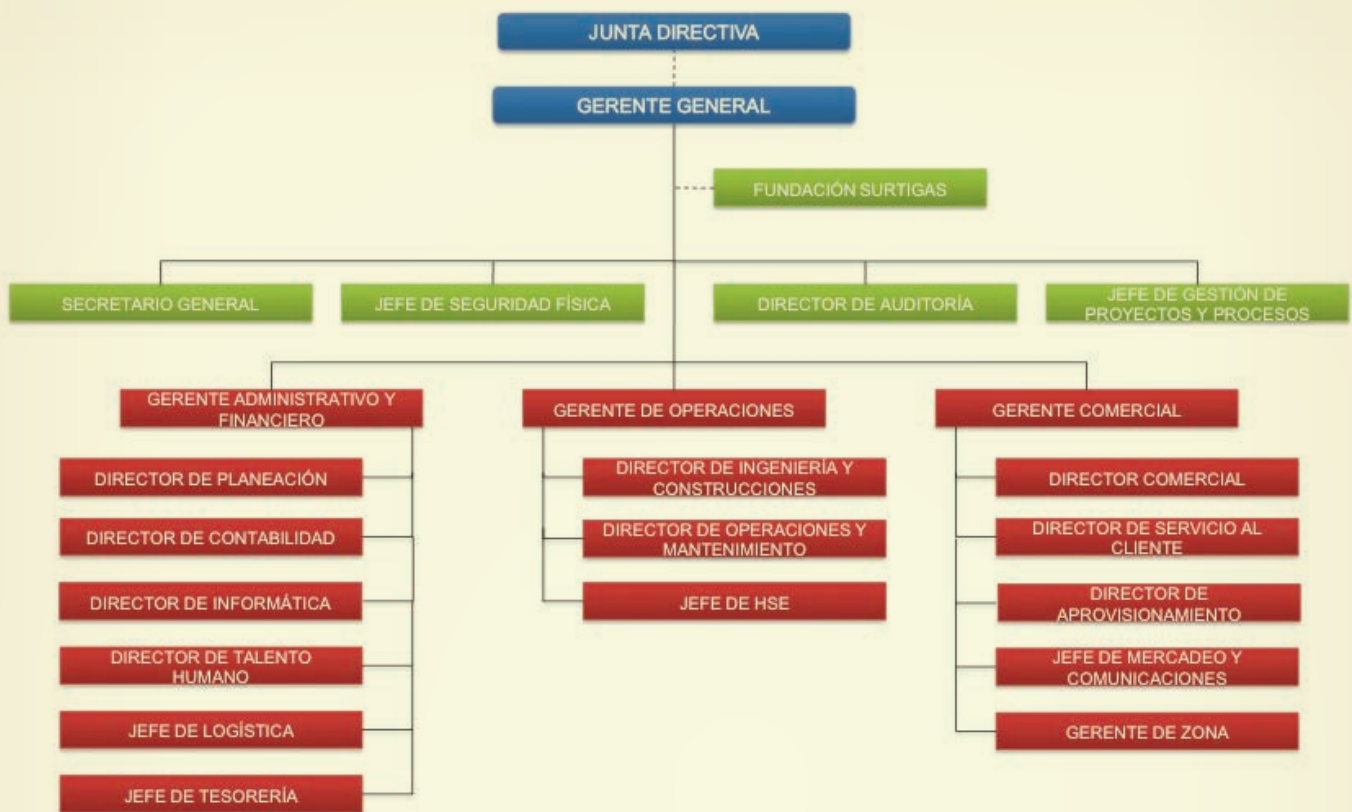 JUNTA DIRECTIVA
GERENTE GENERAL
FUNDACIÓN SURTIGAS
SECRETARIO GENERAL
JEFE DE SEGURIDAD FÍSICA
DIRECTOR DE AUDITORÍA
JEFE DE GESTIÓN DE
PROYECTOS Y PROCESOS
GERENTE ADMINISTRATIVO Y
FINANCIERO
DIRECTOR DE PLANEACIÓN
DIRECTOR DE CONTABILIDAD
DIRECTOR DE INFORMÁTICA
DIRECTOR DE TALENTO
HUMANO
JEFE DE LOGÍSTICA
JEFE DE TESORERÍA
GERENTE DE OPERACIONES
DIRECTOR DE INGENIERÍA Y
CONSTRUCCIONES
DIRECTOR DE OPERACIONES Y
MANTENIMIENTO
JEFE DE HSE
GERENTE COMERCIAL
DIRECTOR COMERCIAL
DIRECTOR DE SERVICIO AL
CLIENTE
DIRECTOR DE
APROVISIONAMIENTO
JEFE DE MERCADEO Y
COMUNICACIONES
GERENTE DE ZONA